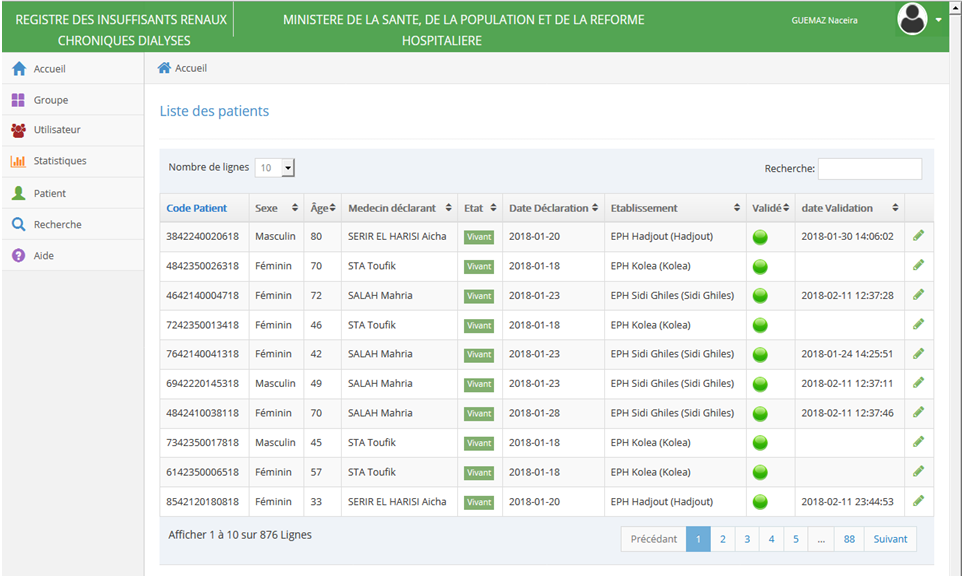 REGISTRE DES INSUFFISANTS RENAUX
CHRONIQUES DIALYSES
MINISTERE DE LA SANTE, DE LA POPULATION ET DE LA REFORME
HOSPITALIERE
GUEMAZ Naceira
Accueil
Groupe
Utilisateur
Statistiques
Patient
Recherche
Aide
Accueil
Liste des patients
Nombre de lignes 10
Recherche:
Code Patient Sexe Âge Medecin déclarant Etat Date Déclaration Etablissement Validé date Validation
3842240020618 Masculin 80 SERIR EL HARISI Aicha Vivant 2018-01-20 EPH Hadjout (Hadjout) 2018-01-30 14:06:02
4842350026318 Féminin 70 STA Toufik Vivant 2018-01-18 EPH Kolea (Kolea)
4642140004718 Féminin 72 SALAH Mahria Vivant 2018-01-23 EPH Sidi Ghiles (Sidi Ghiles) 2018-02-11 12:37:28
7242350013418 Féminin 46 STA Toufik Vivant 2018-01-18 EPH Kolea (Kolea)
7642140041318 Féminin 42 SALAH Mahria Vivant 2018-01-23 EPH Sidi Ghiles (Sidi Ghiles) 2018-01-24 14:25:51
6942220145318 Masculin 49 SALAH Mahria Vivant 2018-01-23 EPH Sidi Ghiles (Sidi Ghiles) 2018-02-11 12:37:11
4842410038118 Féminin 70 SALAH Mahria Vivant 2018-01-28 EPH Sidi Ghiles (Sidi Ghiles) 2018-02-11 12:37:46
7342350017818 Masculin 45 STA Toufik Vivant 2018-01-18 EPH Kolea (Kolea)
6142350006518 Féminin 57 STA Toufik Vivant 2018-01-18 EPH Kolea (Kolea)
8542120180818 Féminin 33 SERIR EL HARISI Aicha Vivant 2018-01-20 EPH Hadjout (Hadjout) 2018-02-11 23:44:53
Afficher 1 à 10 sur 876 Lignes
Précédant 1 2 3 4 5 ... 88 Suivant